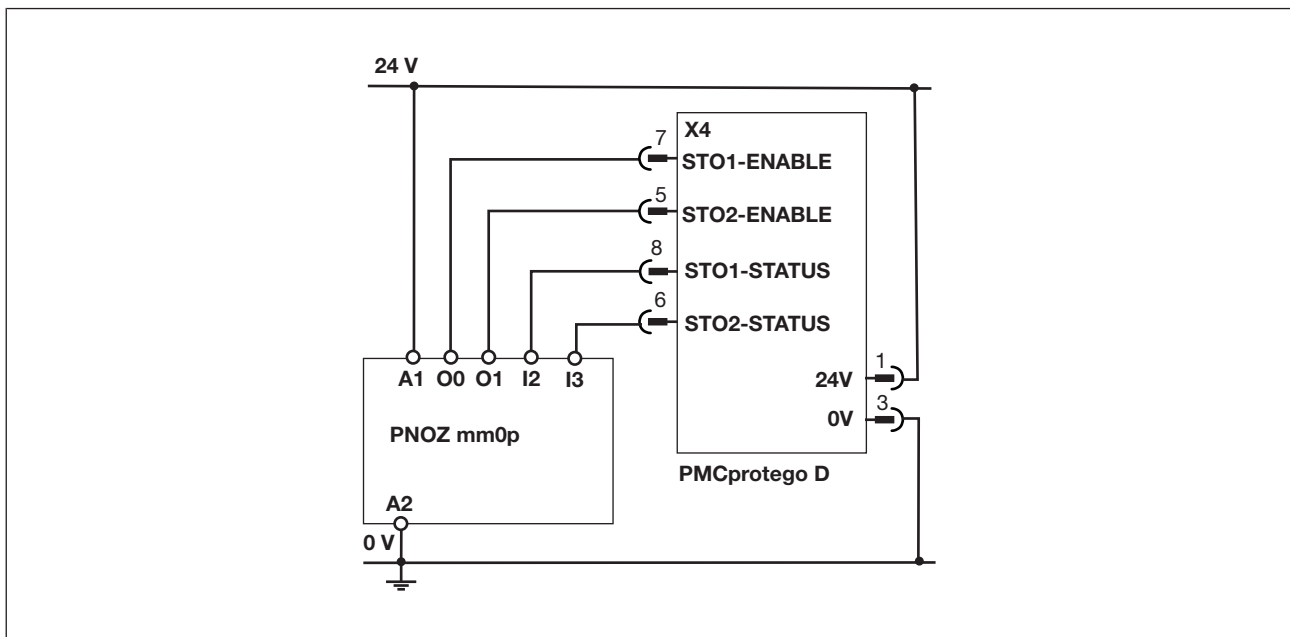 24 V
X4
7
STO1-ENABLE
5
STO2-ENABLE
8
STO1-STATUS
6
STO2-STATUS
A1 O0 O1 I2 I3
1
24V
3
0V
PNOZ mm0p
PMCprotego D
A2
0 V